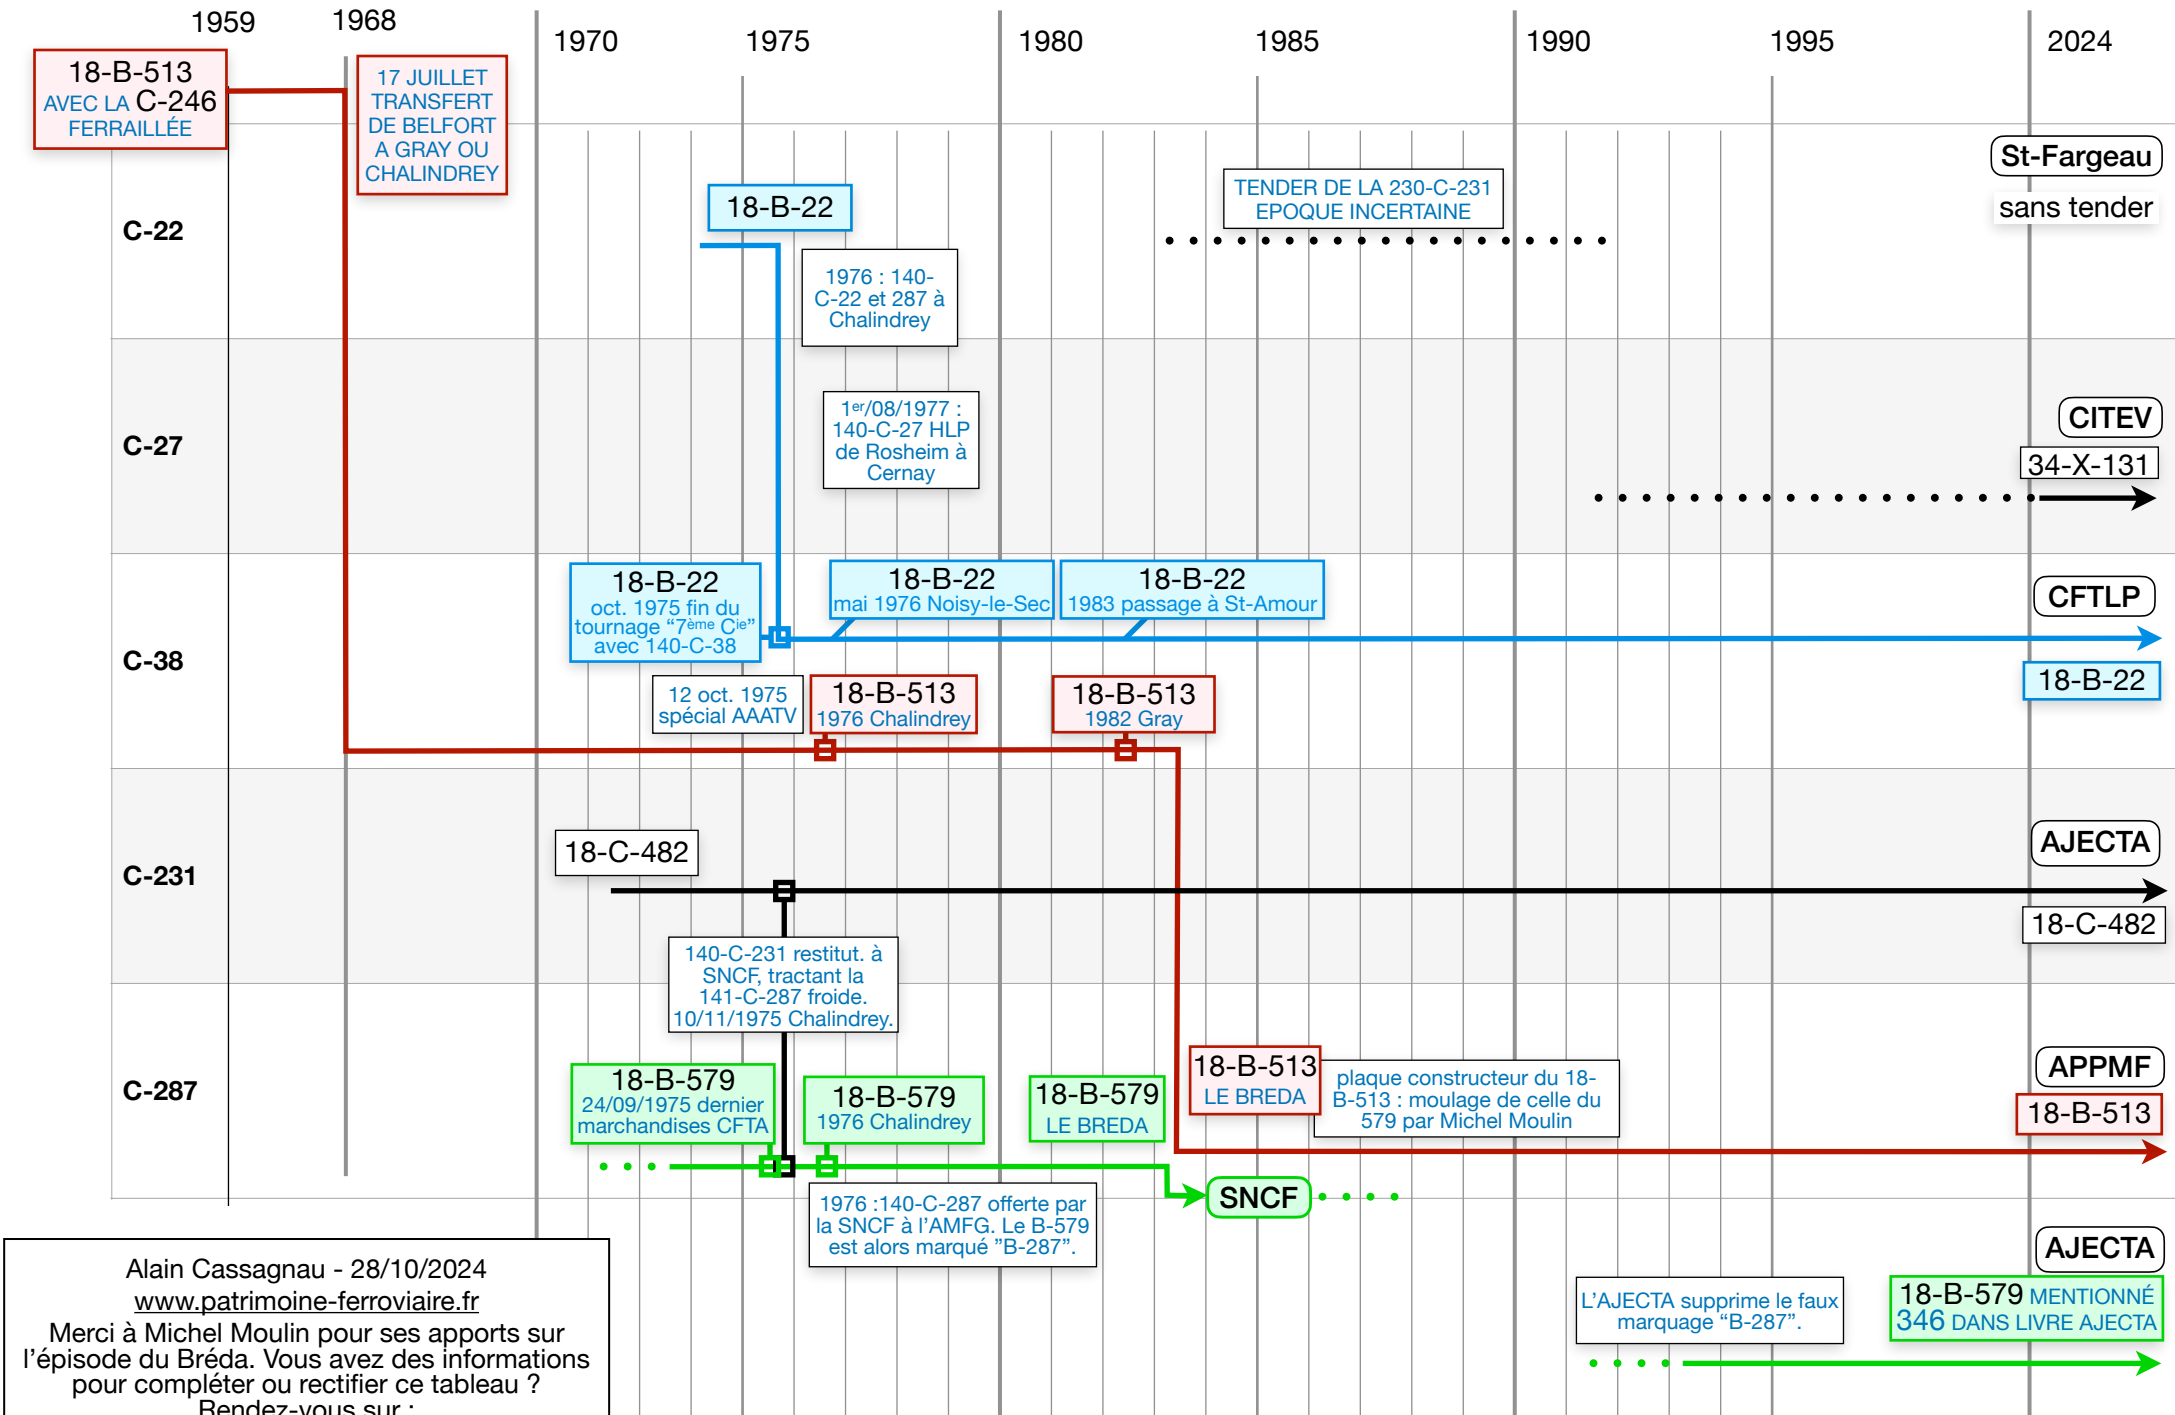 1959
1968
1970
1975
1980
1985
1990
1995
2024
18-B-513
AVEC LA C-246
FERRAILLÉE
17 JUILLET
TRANSFERT
DE BELFORT
A GRAY OU
CHALINDREY
C-22
18-B-22
1976 : 140-
C-22 et 287 à
Chalindrey
TENDER DE LA 230-C-231
EPOQUE INCERTAINE
St-Fargeau
sans tender
C-27
1er/08/1977 :
140-C-27 HLP
de Rosheim à
Cernay
CITEV
34-X-131
C-38
18-B-22
oct. 1975 fin du
tournage “7ème Cie”
avec 140-C-38
18-B-22
mai 1976 Noisy-le-Sec
18-B-22
1983 passage à St-Amour
CFTLP
18-B-22
12 oct. 1975
spécial AAATV
18-B-513
1976 Chalindrey
18-B-513
1982 Gray
C-231
18-C-482
AJECTA
18-C-482
140-C-231 restitut. à
SNCF, tractant la
141-C-287 froide.
10/11/1975 Chalindrey.
C-287
18-B-579
24/09/1975 dernier
marchandises CFTA
18-B-579
1976 Chalindrey
18-B-579
LE BREDA
18-B-513
LE BREDA
plaque constructeur du 18-
B-513 : moulage de celle du
579 par Michel Moulin
APPMF
18-B-513
SNCF
1976 :140-C-287 offerte par
la SNCF à l’AMFG. Le B-579
est alors marqué ”B-287”.
AJECTA
L’AJECTA supprime le faux
marquage “B-287”.
18-B-579 MENTIONNÉ
346 DANS LIVRE AJECTA
Alain Cassagnau - 28/10/2024
www.patrimoine-ferroviaire.fr
Merci à Michel Moulin pour ses apports sur
l’épisode du Bréda. Vous avez des informations
pour compléter ou rectifier ce tableau ?
Rendez-vous sur :